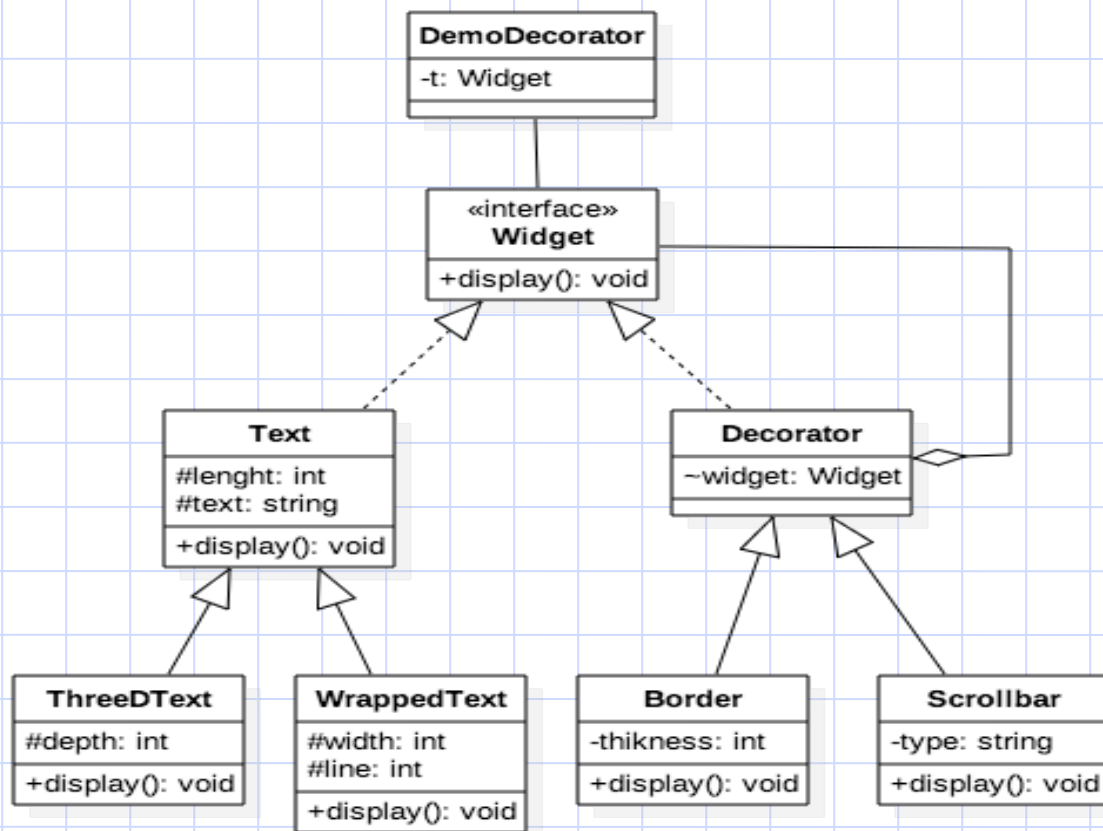 DemoDecorator
-t: Widget
«interface»
Widget
+display(): void
Text
#lenght: int
#text: string
+display(): void
Decorator
~widget: Widget
ThreeDText
#depth: int
+display(): void
WrappedText
#width: int
#line: int
+display(): void
Border
-thikness: int
+display(): void
Scrollbar
-type: string
+display(): void